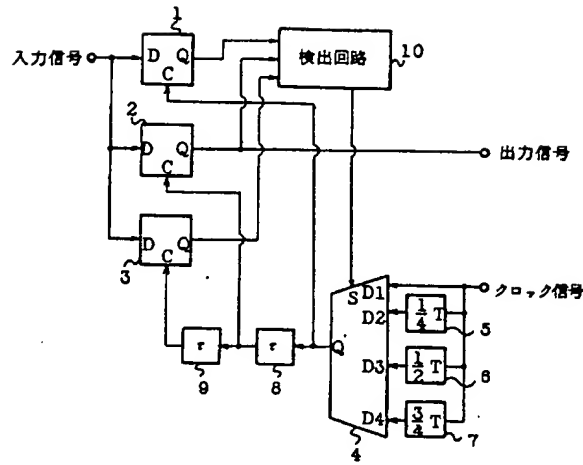 1
入力信号
D Q
C
検出回路
10
2
D Q
C
出力信号
D Q
C
3
S
D1
クロック信号
D2
1/4 T
5
τ
9
τ
8
Q
D3
1/2 T
6
D4
3/4 T
7
4